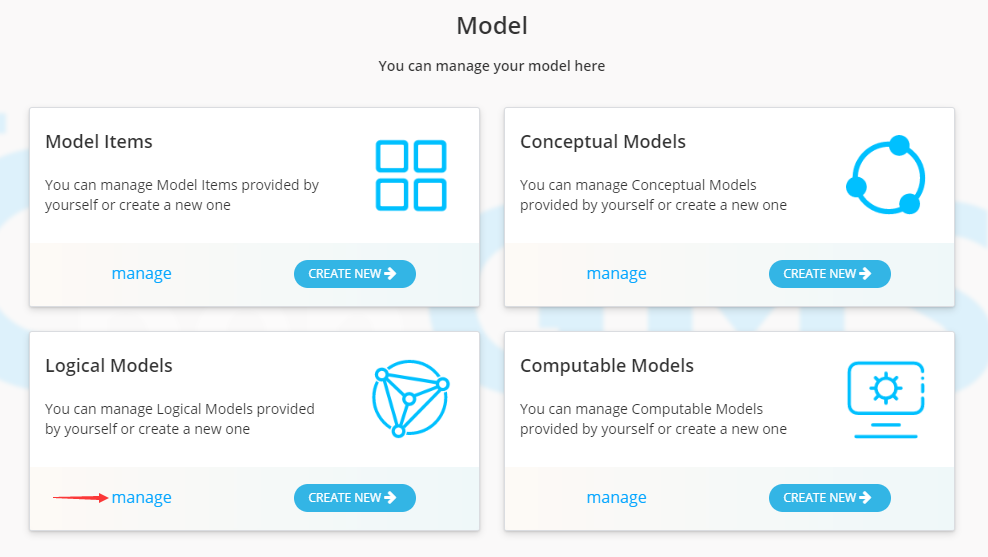 Model
You can manage your model here
Model Items
You can manage Model Items provided by
yourself or create a new one
manage
CREATE NEW
Conceptual Models
You can manage Conceptual Models
provided by yourself or create a new one
manage
CREATE NEW
Logical Models
You can manage Logical Models provided
by yourself or create a new one
manage
CREATE NEW
Computable Models
You can manage Computable Models
provided by yourself or create a new one
manage
CREATE NEW